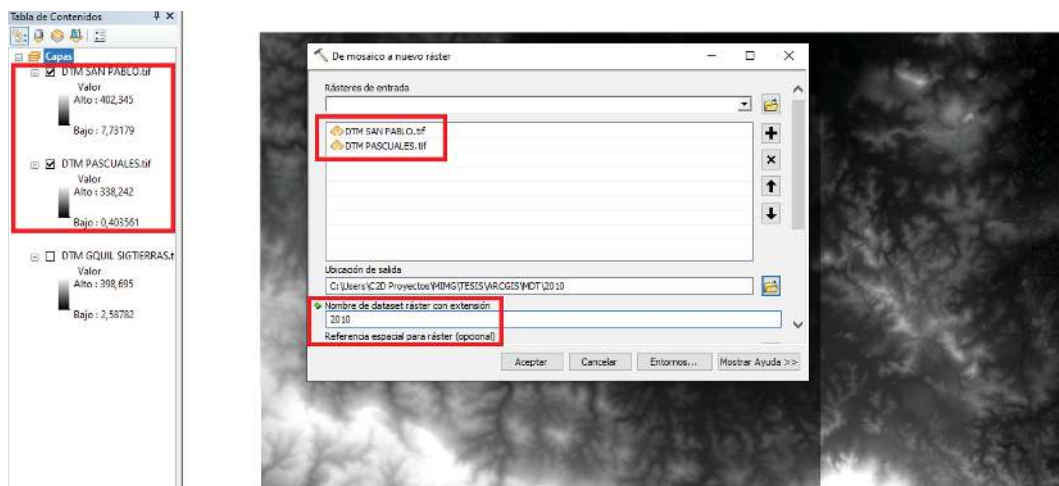 Tabla de Contenidos
Capas
DTM SAN PABLO.tif
Valor
Alto : 402,345
Bajo : 7,73179
DTM PASCUALES.tif
Valor
Alto : 338,242
Bajo : 0,403561
DTM GQUIL SIGTIERRAS.t
Valor
Alto : 398,695
Bajo : 2,58782
De mosaico a nuevo ráster
Rásteres de entrada
DTM SAN PABLO.tif
DTM PASCUALES.tif
Ubicación de salida
C:\Users\C2D Proyectos\MIMG\TESIS\ARCGIS\MDT\2010
Nombre de dataset ráster con extensión
2010
Referencia espacial para ráster (opcional)
Aceptar Cancelar Entornos... Mostrar Ayuda >>